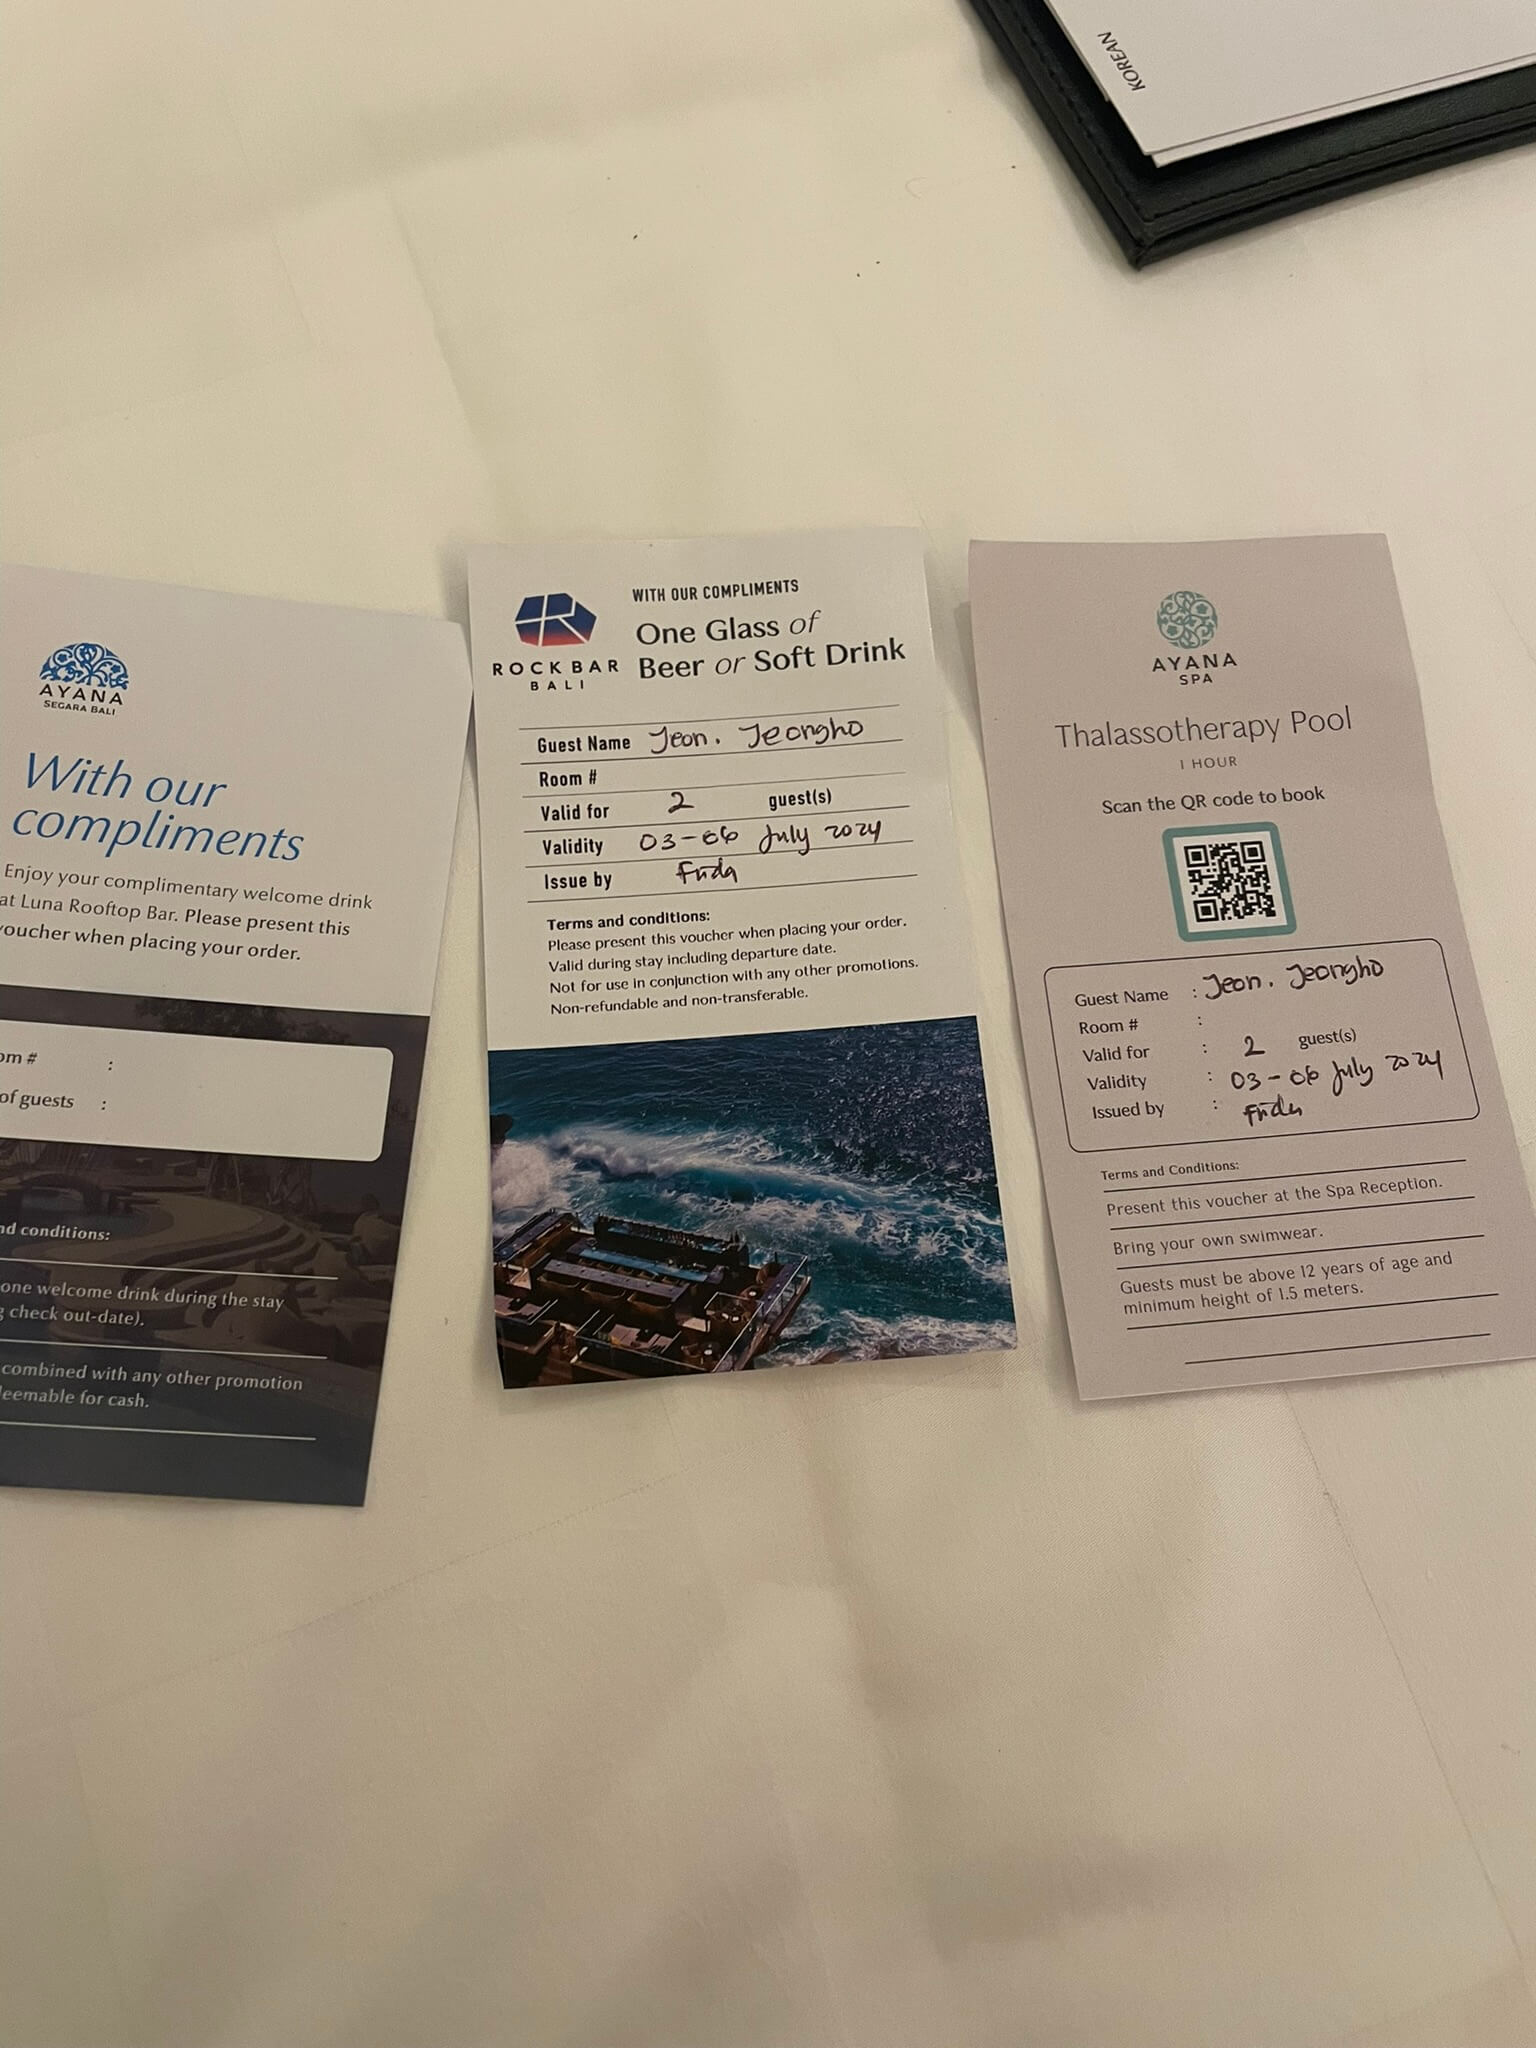 KOREAN
AYANA
SEGARA BALI
With our
compliments
Enjoy your complimentary welcome drink
at Luna Rooftop Bar. Please present this
voucher when placing your order.
#
:
of guests :
conditions:
one welcome drink during the stay
check out-date).
combined with any other promotion
for cash.
ROCK BAR
BALI
WITH OUR COMPLIMENTS
One Glass of
Beer or Soft Drink
Guest Name Jeon. Jeongho
Room #
Valid for 2 guest(s)
Validity 03-06 July 2024
Issue by Frida
Terms and conditions:
Please present this voucher when placing your order.
Valid during stay including departure date.
Not for use in conjunction with any other promotions.
Non-refundable and non-transferable.
AYANA
SPA
Thalassotherapy Pool
1 HOUR
Scan the QR code to book
Guest Name : Jeon. Jeongho
Room # :
Valid for : 2 guest(s)
Validity : 03-06 July 2024
Issued by : Frida
Terms and Conditions:
Present this voucher at the Spa Reception.
Bring your own swimwear.
Guests must be above 12 years of age and
minimum height of 1.5 meters.